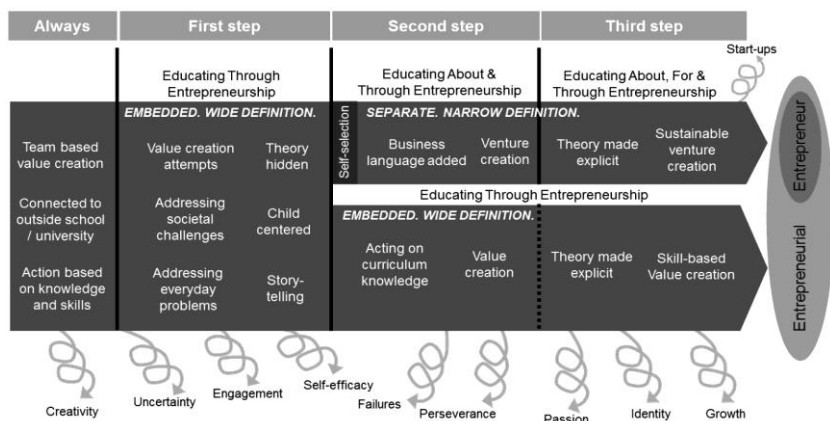 Always
First step
Second step
Third step
Start-ups
Educating Through
Entrepreneurship
Educating About &
Through Entrepreneurship
Educating About, For &
Through Entrepreneurship
EMBEDDED. WIDE DEFINITION.
Self-selection
SEPARATE. NARROW DEFINITION.
Team based
value creation
Value creation
attempts
Theory
hidden
Business
language added
Venture
creation
Theory made
explicit
Sustainable
venture
creation
Entrepreneur
Educating Through Entrepreneurship
Connected to
outside school
/ university
Addressing
societal
challenges
Child
centered
EMBEDDED. WIDE DEFINITION.
Action based
on knowledge
and skills
Addressing
everyday
problems
Story-
telling
Acting on
curriculum
knowledge
Value
creation
Theory made
explicit
Skill-based
Value creation
Entrepreneurial
Creativity
Uncertainty
Engagement
Self-efficacy
Failures
Perseverance
Passion
Identity
Growth